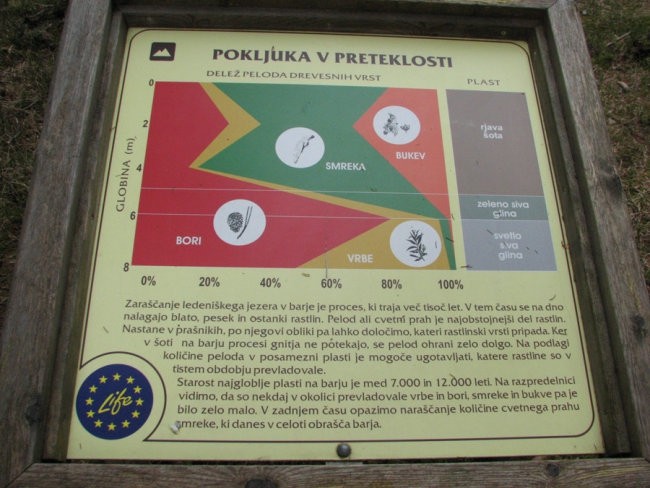 POKLJUKA V PRETEKLOSTI
DELEŽ PELODA DREVESNIH VRST
PLAST
GLOBINA (m)
0
2
4
6
8
BUKEV
SMREKA
BORI
VRBE
rjava
šota
zeleno siva
glina
svetlo
siva
glina
0% 20% 40% 60% 80% 100%
Zaraščanje ledeniškega jezera v barje je proces, ki traja več tisoč let. V tem času se na dno
nalagajo blato, pesek in ostanki rastlin. Pelod ali cvetni prah je najobstojnejši del rastlin.
Nastane v prašnikih, po njegovi obliki pa lahko določimo, kateri rastlinski vrsti pripada. Ker
v šoti na barju procesi gnitja ne potekajo, se pelod ohrani zelo dolgo. Na podlagi
količine peloda v posamezni plasti je mogoče ugotavljati, katere rastline so v
tistem obdobju prevladovale.
Starost najgloblje plasti na barju je med 7.000 in 12.000 leti. Na razpredelnici
vidimo, da so nekdaj v okolici prevladovale vrbe in bori, smreke in bukve pa je
bilo zelo malo. V zadnjem času opazimo naraščanje količine cvetnega prahu
smreke, ki danes v celoti obrašča barja.
Life